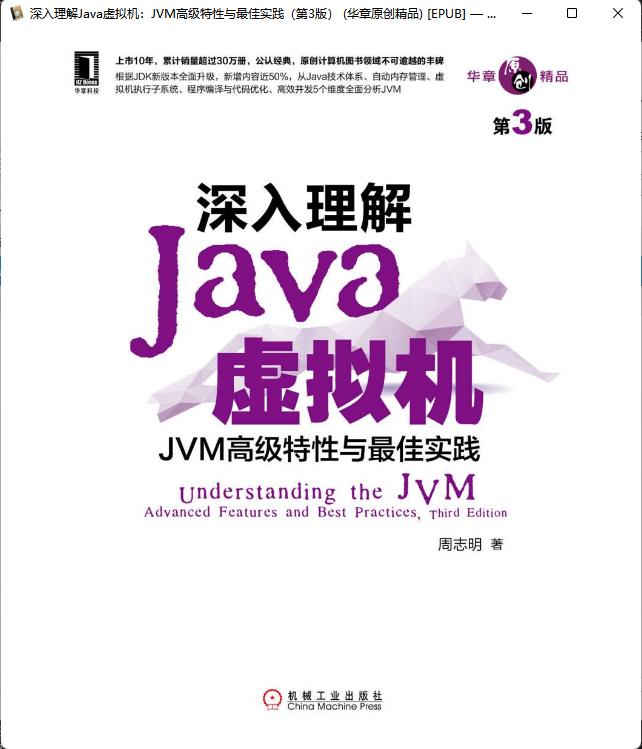 深入理解Java虚拟机：JVM高级特性与最佳实践（第3版） (华章原创精品) [EPUB] — ...
HZ Books
华章科技
上市10年，累计销量超过30万册，公认经典，原创计算机图书领域不可逾越的丰碑
根据JDK新版本全面升级，新增内容近50%，从Java技术体系、自动内存管理、虚
拟机执行子系统、程序编译与代码优化、高效并发5个维度全面分析JVM
华章 原创 精品
第3版
深入理解
Java
虚拟机
JVM高级特性与最佳实践
Understanding the JVM
Advanced Features and Best Practices, Third Edition
周志明 著
机械工业出版社
China Machine Press